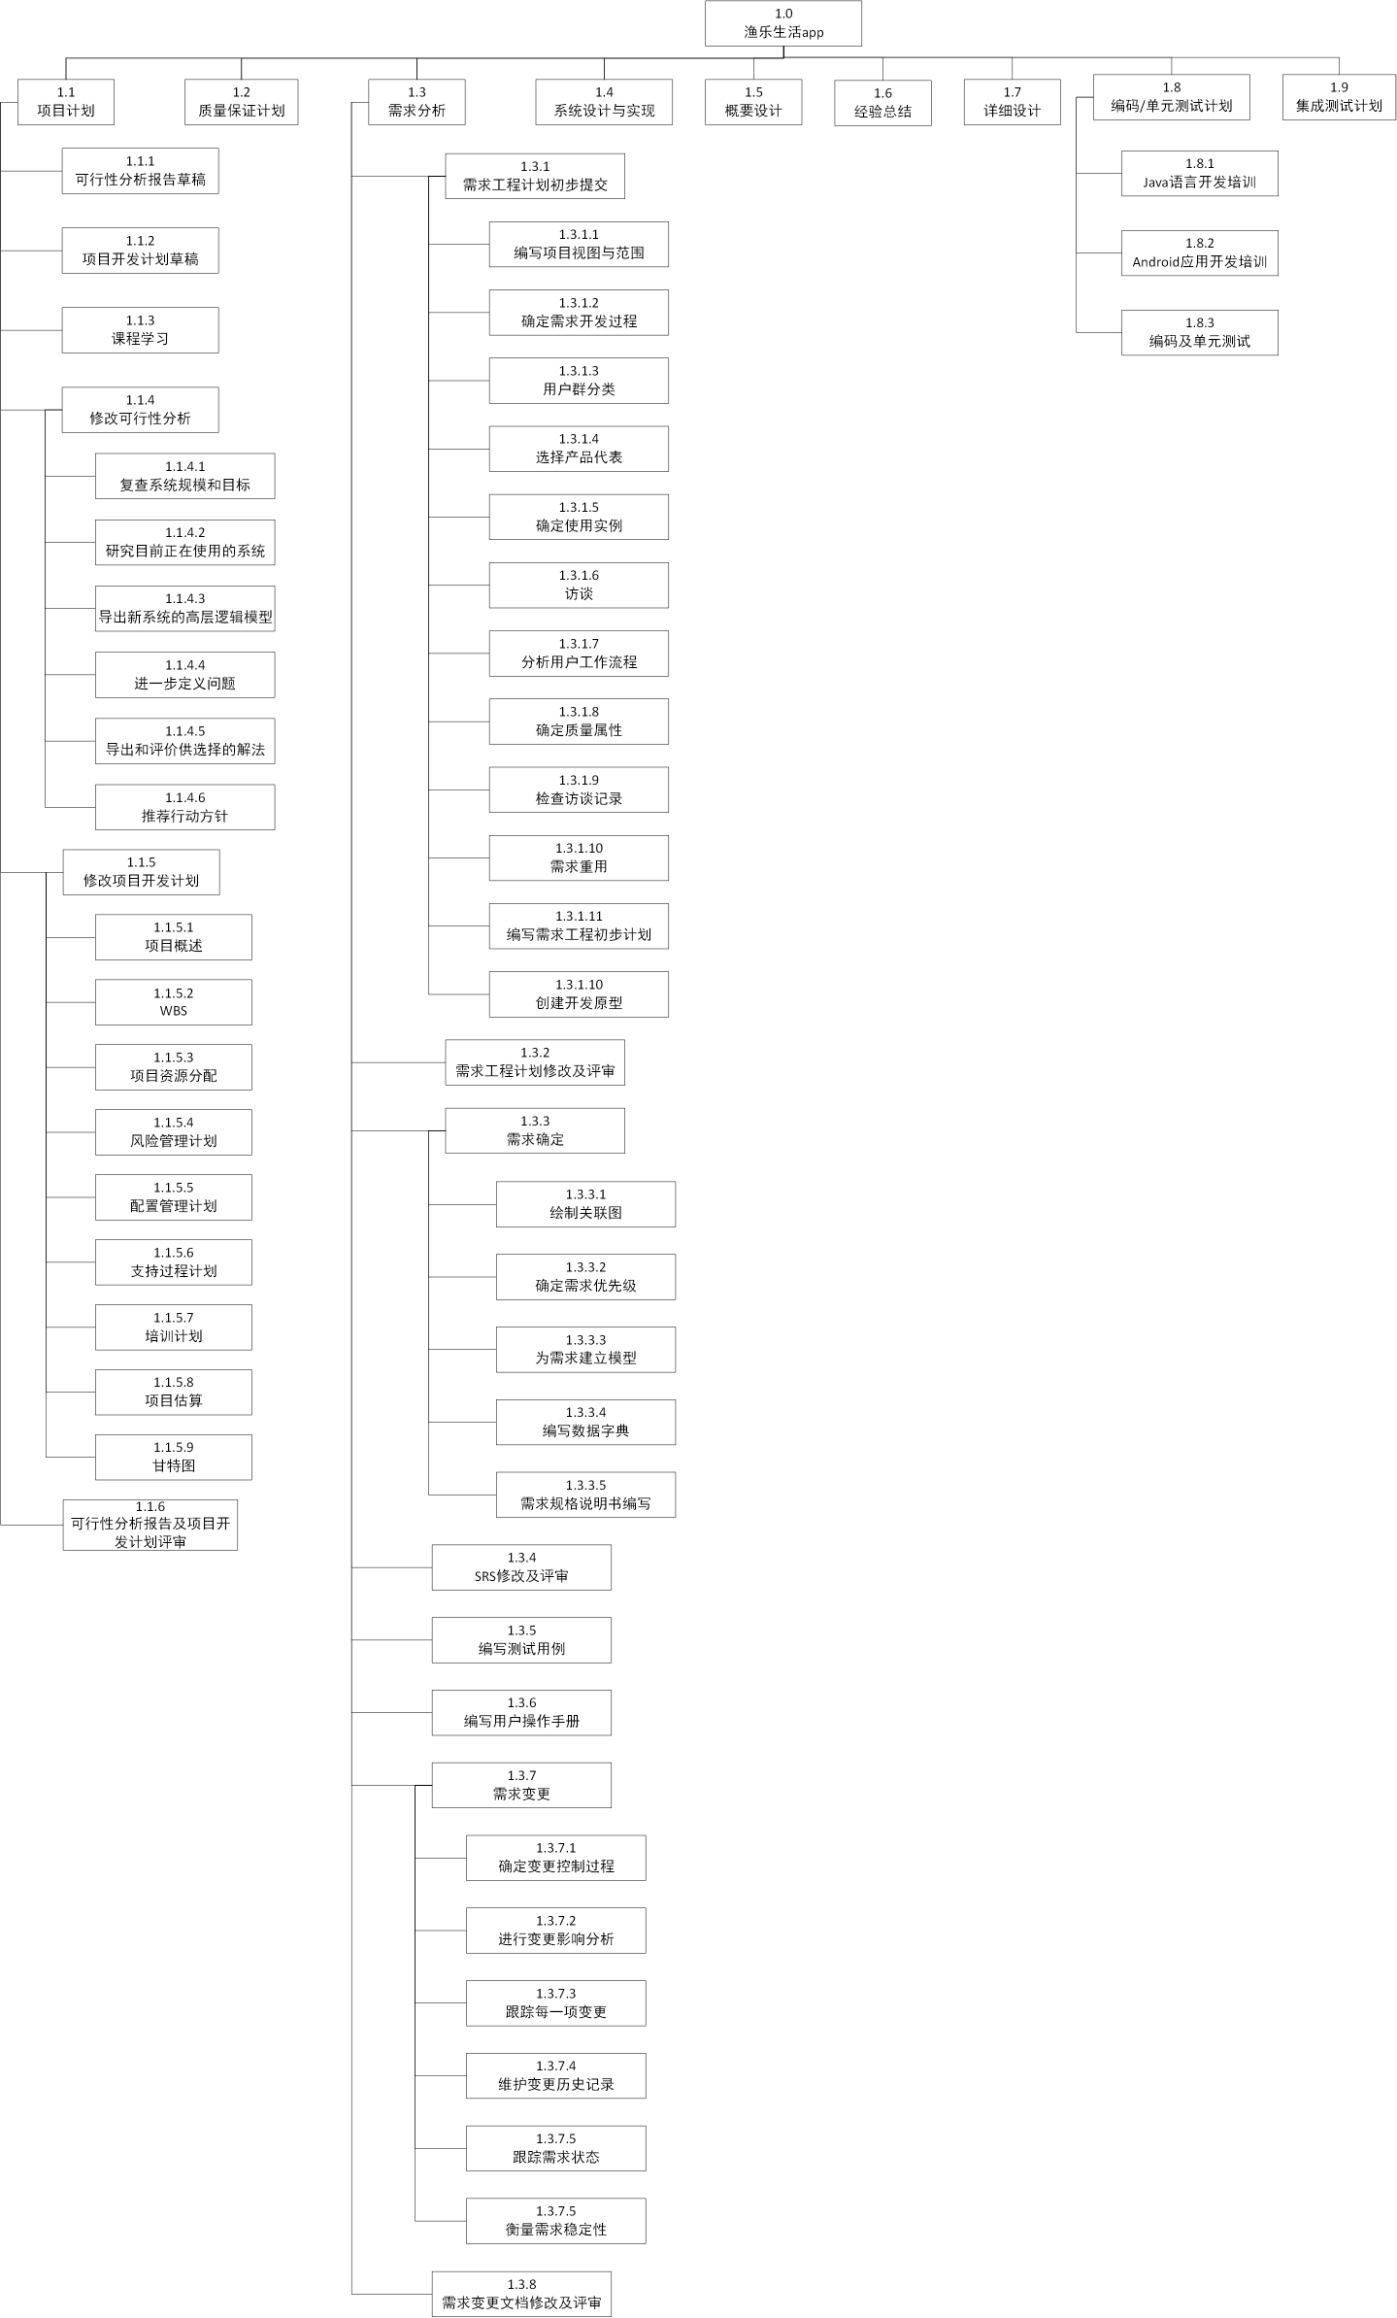 1.0
渔乐生活app
1.1
项目计划
1.2
质量保证计划
1.3
需求分析
1.4
系统设计与实现
1.5
概要设计
1.6
经验总结
1.7
详细设计
1.8
编码/单元测试计划
1.9
集成测试计划
1.1.1
可行性分析报告草稿
1.1.2
项目开发计划草稿
1.1.3
课程学习
1.1.4
修改可行性分析
1.1.4.1
复查系统规模和目标
1.1.4.2
研究目前正在使用的系统
1.1.4.3
导出新系统的高层逻辑模型
1.1.4.4
进一步定义问题
1.1.4.5
导出和评价供选择的解法
1.1.4.6
推荐行动方针
1.1.5
修改项目开发计划
1.1.5.1
项目概述
1.1.5.2
WBS
1.1.5.3
项目资源分配
1.1.5.4
风险管理计划
1.1.5.5
配置管理计划
1.1.5.6
支持过程计划
1.1.5.7
培训计划
1.1.5.8
项目估算
1.1.5.9
甘特图
1.1.6
可行性分析报告及项目开
发计划评审
1.3.1
需求工程计划初步提交
1.3.1.1
编写项目视图与范围
1.3.1.2
确定需求开发过程
1.3.1.3
用户群分类
1.3.1.4
选择产品代表
1.3.1.5
确定使用实例
1.3.1.6
访谈
1.3.1.7
分析用户工作流程
1.3.1.8
确定质量属性
1.3.1.9
检查访谈记录
1.3.1.10
需求重用
1.3.1.11
编写需求工程初步计划
1.3.1.10
创建开发原型
1.3.2
需求工程计划修改及评审
1.3.3
需求确定
1.3.3.1
绘制关联图
1.3.3.2
确定需求优先级
1.3.3.3
为需求建立模型
1.3.3.4
编写数据字典
1.3.3.5
需求规格说明书编写
1.3.4
SRS修改及评审
1.3.5
编写测试用例
1.3.6
编写用户操作手册
1.3.7
需求变更
1.3.7.1
确定变更控制过程
1.3.7.2
进行变更影响分析
1.3.7.3
跟踪每一项变更
1.3.7.4
维护变更历史记录
1.3.7.5
跟踪需求状态
1.3.7.5
衡量需求稳定性
1.3.8
需求变更文档修改及评审
1.8.1
Java语言开发培训
1.8.2
Android应用开发培训
1.8.3
编码及单元测试